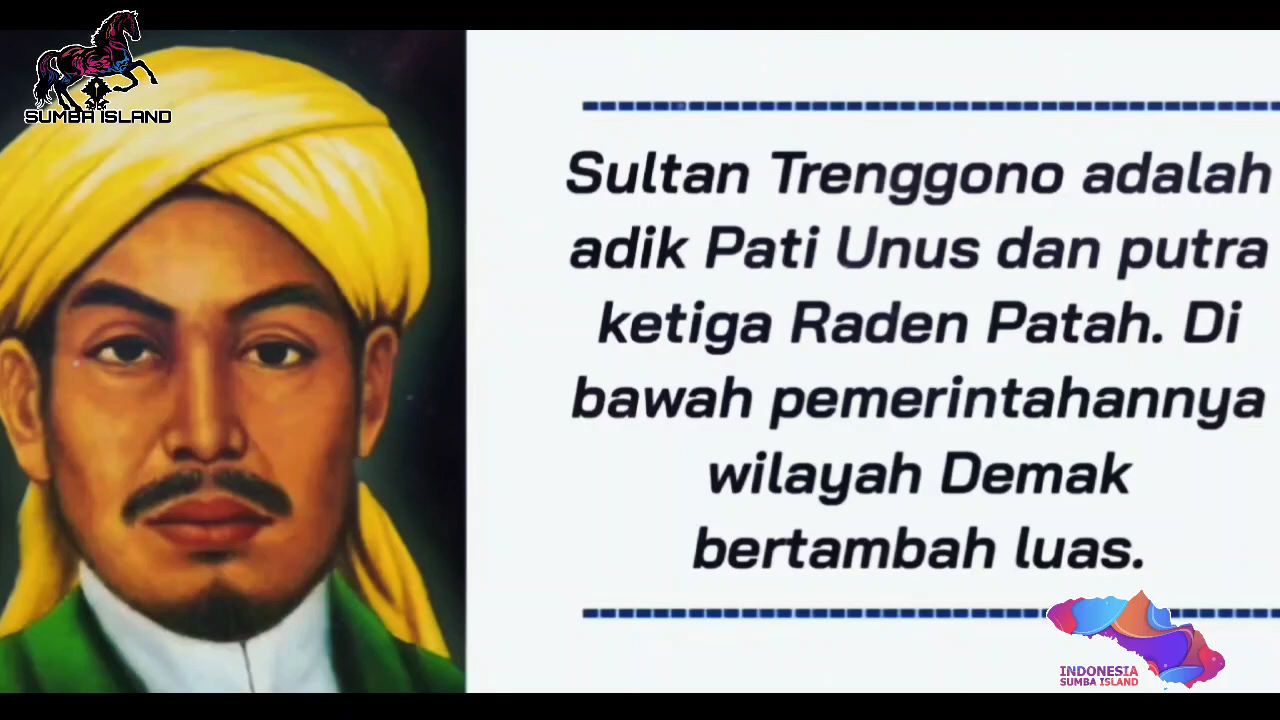 SUMBA ISLAND
Sultan Trenggono adalah
adik Pati Unus dan putra
ketiga Raden Patah. Di
bawah pemerintahannya
wilayah Demak
bertambah luas.
INDONESIA
SUMBA ISLAND